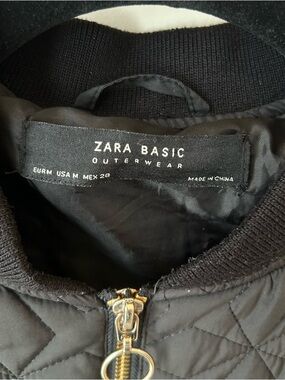 ZARA BASIC
OUTERWEAR
EUR M USA M MEX 28 MADE IN CHINA